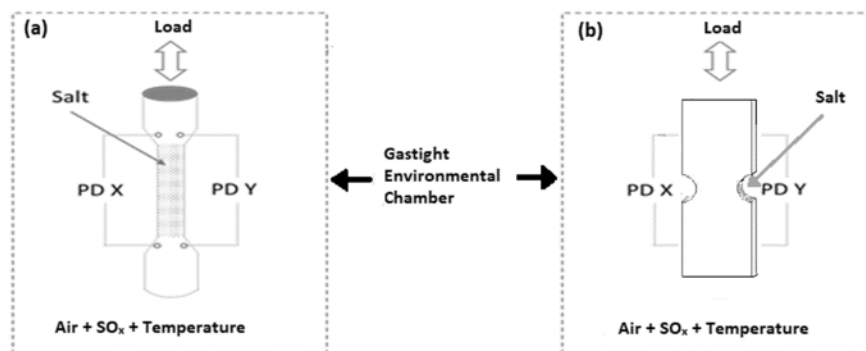 (a)
Load
Salt
PD X
PD Y
Air + SOₓ + Temperature
Gastight
Environmental
Chamber
(b)
Load
Salt
PD X
PD Y
Air + SOₓ + Temperature